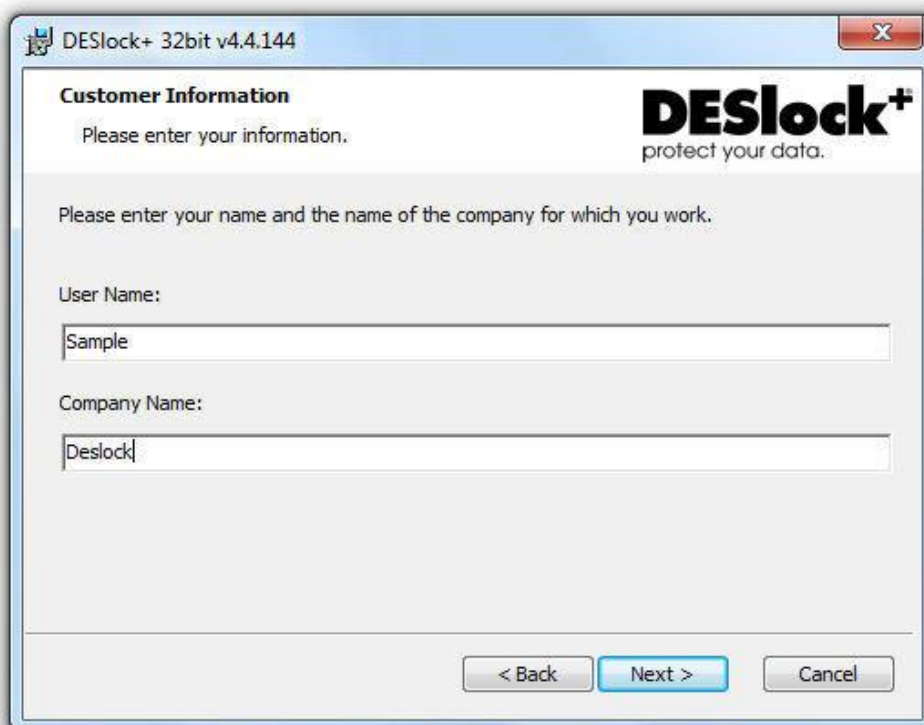 DESlock+ 32bit v4.4.144
Customer Information
Please enter your information.
DESlock+
protect your data.
Please enter your name and the name of the company for which you work.
User Name:
Sample
Company Name:
Deslock
< Back
Next >
Cancel